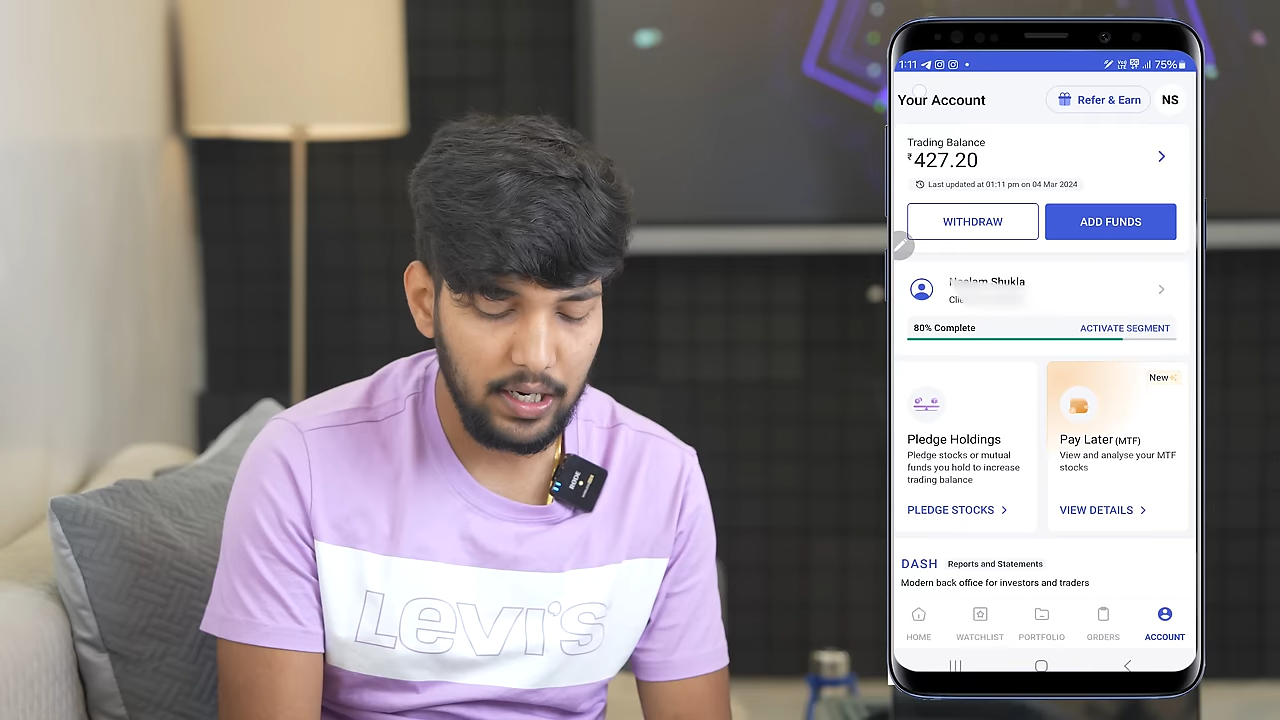 1:11
75%
Your Account
Refer & Earn
NS
Trading Balance
₹427.20
Last updated at 01:11 pm on 04 Mar 2024
WITHDRAW
ADD FUNDS
Neelam Shukla
Clie
80% Complete
ACTIVATE SEGMENT
Pledge Holdings
Pledge stocks or mutual
funds you hold to increase
trading balance
PLEDGE STOCKS >
New
Pay Later (MTF)
View and analyse your MTF
stocks
VIEW DETAILS >
DASH Reports and Statements
Modern back office for investors and traders
HOME
WATCHLIST
PORTFOLIO
ORDERS
ACCOUNT
RØDE
Levi's